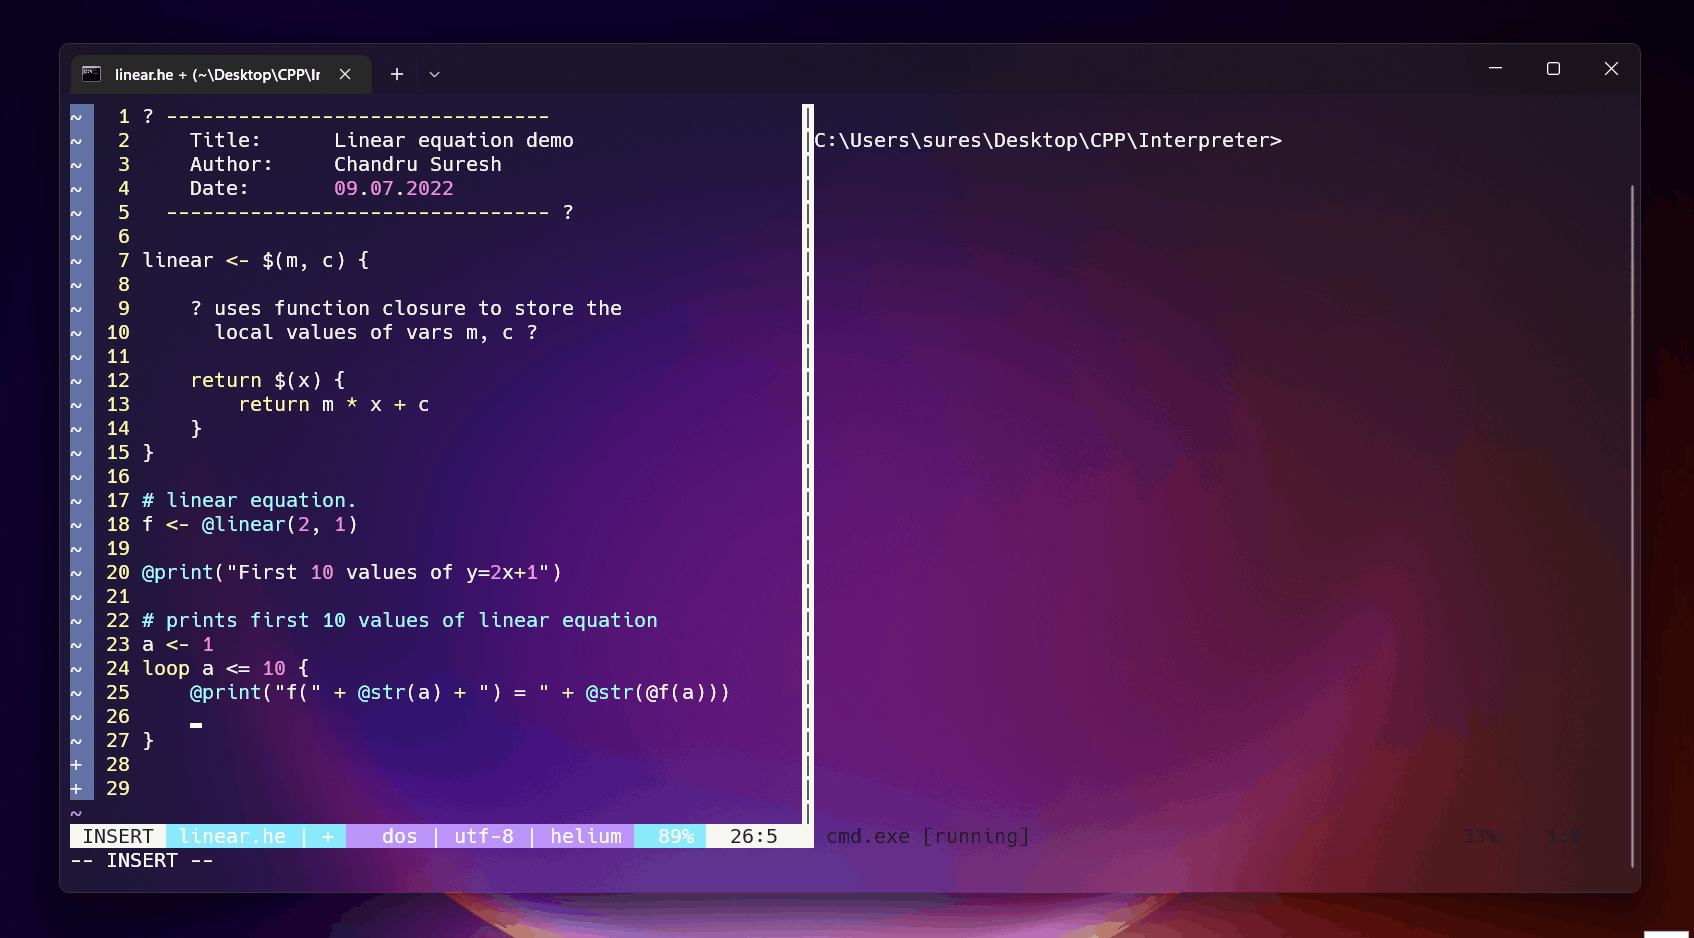 linear.he + (~\Desktop\CPP\Ir
~ 1 ? --------------------------------
~ 2     Title:      Linear equation demo
~ 3     Author:     Chandru Suresh
~ 4     Date:       09.07.2022
~ 5   -------------------------------- ?
~ 6
~ 7 linear <- $(m, c) {
~ 8
~ 9     ? uses function closure to store the
~ 10       local values of vars m, c ?
~ 11
~ 12     return $(x) {
~ 13         return m * x + c
~ 14     }
~ 15 }
~ 16
~ 17 # linear equation.
~ 18 f <- @linear(2, 1)
~ 19
~ 20 @print("First 10 values of y=2x+1")
~ 21
~ 22 # prints first 10 values of linear equation
~ 23 a <- 1
~ 24 loop a <= 10 {
~ 25     @print("f(" + @str(a) + ") = " + @str(@f(a)))
~ 26
~ 27 }
+ 28
+ 29
~
INSERT linear.he | + dos | utf-8 | helium 89% 26:5
-- INSERT --
C:\Users\sures\Desktop\CPP\Interpreter>
cmd.exe [running] 33%